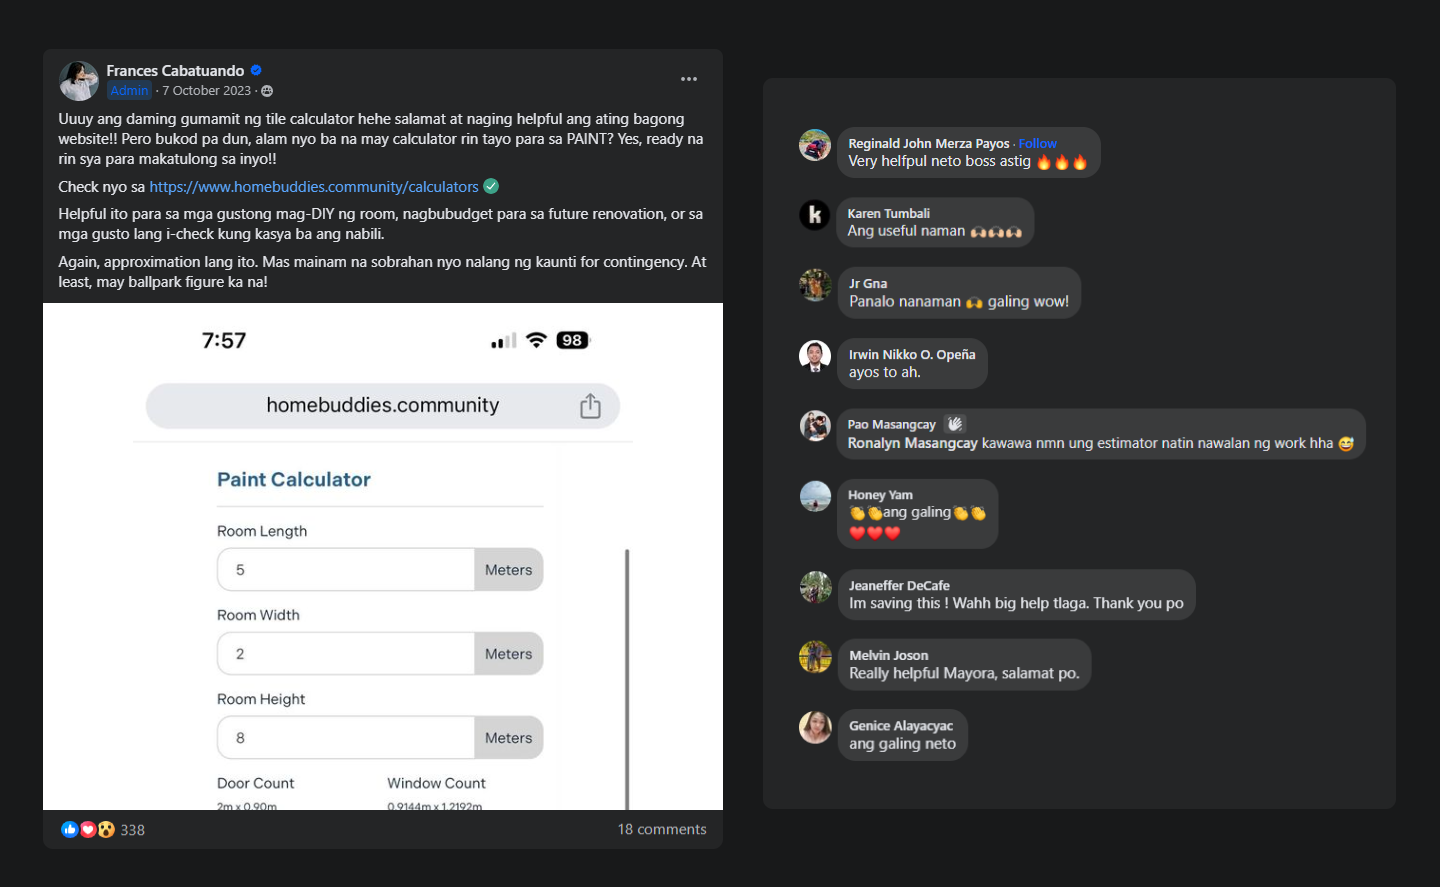 Frances Cabatuando
Admin · 7 October 2023 ·
Uuuy ang daming gumamit ng tile calculator hehe salamat at naging helpful ang ating bagong
website!! Pero bukod pa dun, alam nyo ba na may calculator rin tayo para sa PAINT? Yes, ready na
rin sya para makatulong sa inyo!!
Check nyo sa https://www.homebuddies.community/calculators ✅
Helpful ito para sa mga gustong mag-DIY ng room, nagbubudget para sa future renovation, or sa
mga gusto lang i-check kung kasya ba ang nabili.
Again, approximation lang ito. Mas mainam na sobrahan nyo nalang ng kaunti for contingency. At
least, may ballpark figure ka na!
7:57
98
homebuddies.community
Paint Calculator
Room Length
5 Meters
Room Width
2 Meters
Room Height
8 Meters
Door Count Window Count
2m x 0.90m 0.9144m x 1.2192m
338
18 comments
Reginald John Merza Payos · Follow
Very helfpul neto boss astig 🔥🔥🔥
k
Karen Tumbali
Ang useful naman 🙌🏻🙌🏻🙌🏻
Jr Gna
Panalo nanaman 🙌 galing wow!
Irwin Nikko O. Opeña
ayos to ah.
Pao Masangcay
Ronalyn Masangcay kawawa nmn ung estimator natin nawalan ng work hha 😅
Honey Yam
👏👏ang galing👏👏
❤️❤️❤️
Jeaneffer DeCafe
Im saving this ! Wahh big help tlaga. Thank you po
Melvin Joson
Really helpful Mayora, salamat po.
Genice Alayacyac
ang galing neto